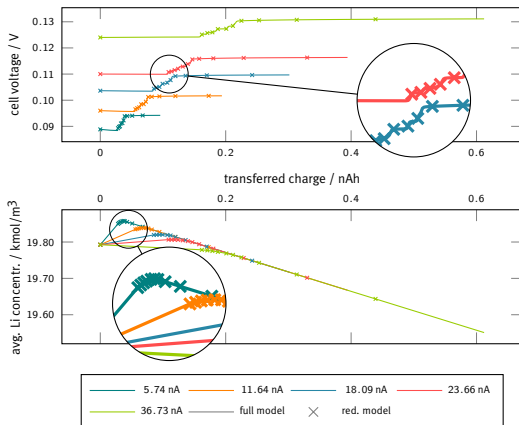 cell voltage / V
0.13
0.12
0.11
0.10
0.09
0 0.2 0.4 0.6
transferred charge / nAh
0 0.2 0.4 0.6
avg. Li concentr. / kmol/m³
19.80
19.70
19.60
5.74 nA 11.64 nA 18.09 nA 23.66 nA
36.73 nA full model red. model